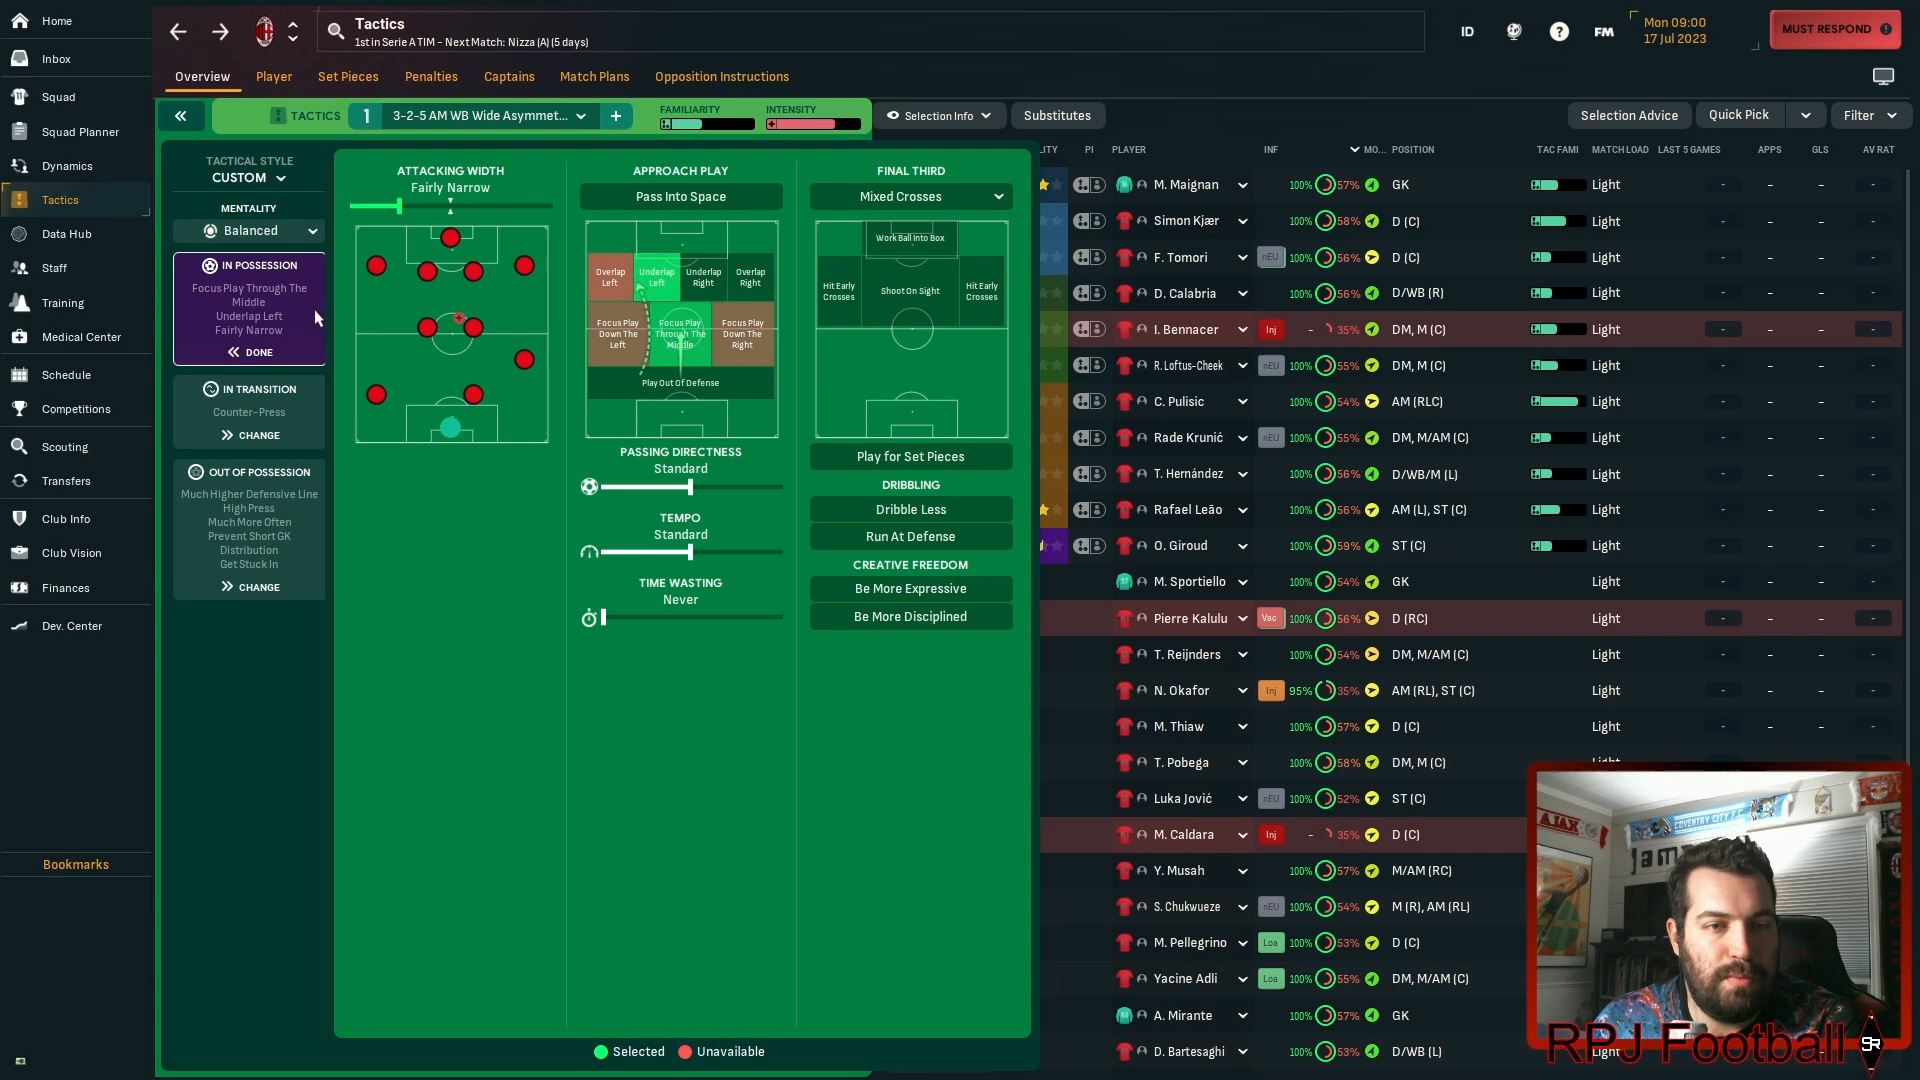 Home
Inbox
Squad
Squad Planner
Dynamics
Tactics
Data Hub
Staff
Training
Medical Center
Schedule
Competitions
Scouting
Transfers
Club Info
Club Vision
Finances
Dev. Center
Bookmarks
Tactics
1st in Serie A TIM - Next Match: Nizza (A) (5 days)
ID
FM
Mon 09:00
17 Jul 2023
MUST RESPOND
Overview
Player
Set Pieces
Penalties
Captains
Match Plans
Opposition Instructions
TACTICS
1
3-2-5 AM WB Wide Asymmet...
FAMILIARITY
INTENSITY
Selection Info
Substitutes
Selection Advice
Quick Pick
Filter
TACTICAL STYLE
CUSTOM
MENTALITY
Balanced
IN POSSESSION
Focus Play Through The
Middle
Underlap Left
Fairly Narrow
DONE
IN TRANSITION
Counter-Press
CHANGE
OUT OF POSSESSION
Much Higher Defensive Line
High Press
Much More Often
Prevent Short GK
Distribution
Get Stuck In
CHANGE
ATTACKING WIDTH
Fairly Narrow
APPROACH PLAY
Pass Into Space
Overlap
Left
Underlap
Left
Underlap
Right
Overlap
Right
Focus Play
Down The
Left
Focus Play
Through The
Middle
Focus Play
Down The
Right
Play Out Of Defense
PASSING DIRECTNESS
Standard
TEMPO
Standard
TIME WASTING
Never
FINAL THIRD
Mixed Crosses
Work Ball Into Box
Hit Early
Crosses
Shoot On Sight
Hit Early
Crosses
Play for Set Pieces
DRIBBLING
Dribble Less
Run At Defense
CREATIVE FREEDOM
Be More Expressive
Be More Disciplined
Selected
Unavailable
LITY PI PLAYER INF MO... POSITION TAC FAMI MATCH LOAD LAST 5 GAMES APPS GLS AV RAT
M. Maignan 100% 57% GK Light - - - -
Simon Kjær 100% 58% D (C) Light - - - -
F. Tomori nEU 100% 56% D (C) Light - - - -
D. Calabria 100% 56% D/WB (R) Light - - - -
I. Bennacer Inj - 35% DM, M (C) Light - - - -
R. Loftus-Cheek nEU 100% 55% DM, M (C) Light - - - -
C. Pulisic 100% 54% AM (RLC) Light - - - -
Rade Krunić nEU 100% 55% DM, M/AM (C) Light - - - -
T. Hernández 100% 56% D/WB/M (L) Light - - - -
Rafael Leão 100% 56% AM (L), ST (C) Light - - - -
O. Giroud 100% 59% ST (C) Light - - - -
M. Sportiello 100% 54% GK Light - - - -
Pierre Kalulu Vac 100% 56% D (RC) Light - - - -
T. Reijnders 100% 54% DM, M/AM (C) Light - - - -
N. Okafor Inj 95% 35% AM (RL), ST (C) Light - - - -
M. Thiaw 100% 57% D (C) Light - - - -
T. Pobega 100% 58% DM, M (C) Light
Luka Jović nEU 100% 52% ST (C)
M. Caldara Inj - 35% D (C)
Y. Musah 100% 57% M/AM (RC)
S. Chukwueze nEU 100% 54% M (R), AM (RL)
M. Pellegrino Loa 100% 53% D (C)
Yacine Adli Loa 100% 55% DM, M/AM (C)
A. Mirante 100% 57% GK
D. Bartesaghi 100% 53% D/WB (L) Light
AJAX
COVENTRY CITY F.C.
RPJ Football